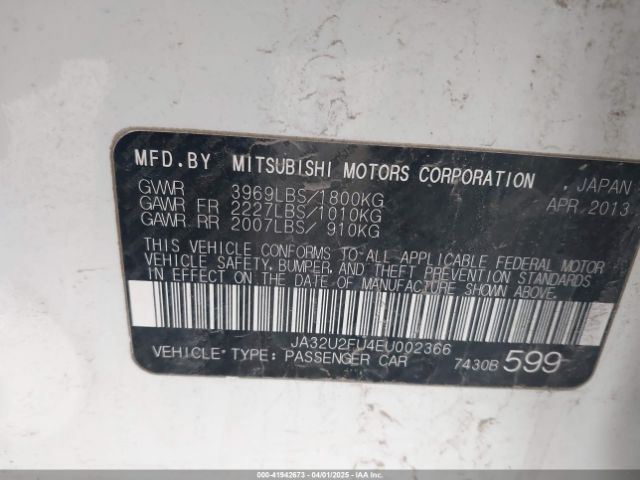 MFD.BY MITSUBISHI MOTORS CORPORATION , JAPAN
GVWR 3969LBS/1800KG APR 2013
GAWR FR 2227LBS/1010KG
GAWR RR 2007LBS/ 910KG
THIS VEHICLE CONFORMS TO ALL APPLICABLE FEDERAL MOTOR
VEHICLE SAFETY, BUMPER, AND THEFT PREVENTION STANDARDS
IN EFFECT ON THE DATE OF MANUFACTURE SHOWN ABOVE.
JA32U2FU4EU002366
VEHICLE-TYPE: PASSENGER CAR 7430B 599
000-41942673 - 04/01/2025 - IAAI, Inc.